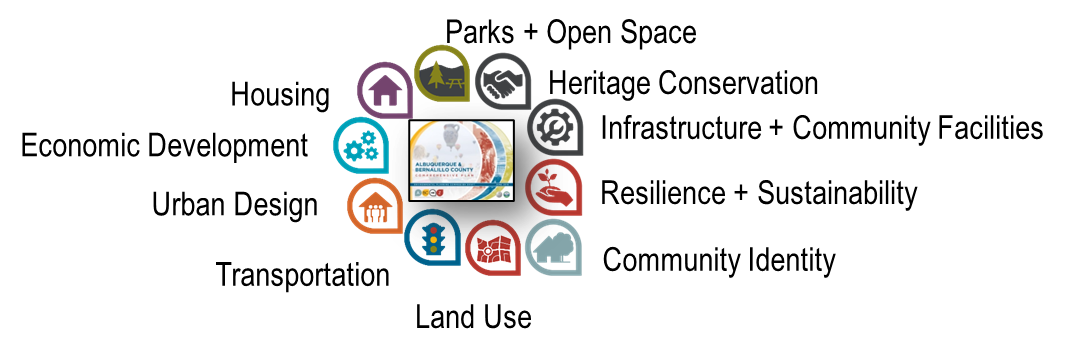 Parks + Open Space
Housing
Heritage Conservation
Economic Development
Infrastructure + Community Facilities
ALBUQUERQUE &
BERNALILLO COUNTY
COMPREHENSIVE PLAN
Urban Design
Resilience + Sustainability
Transportation
Community Identity
Land Use